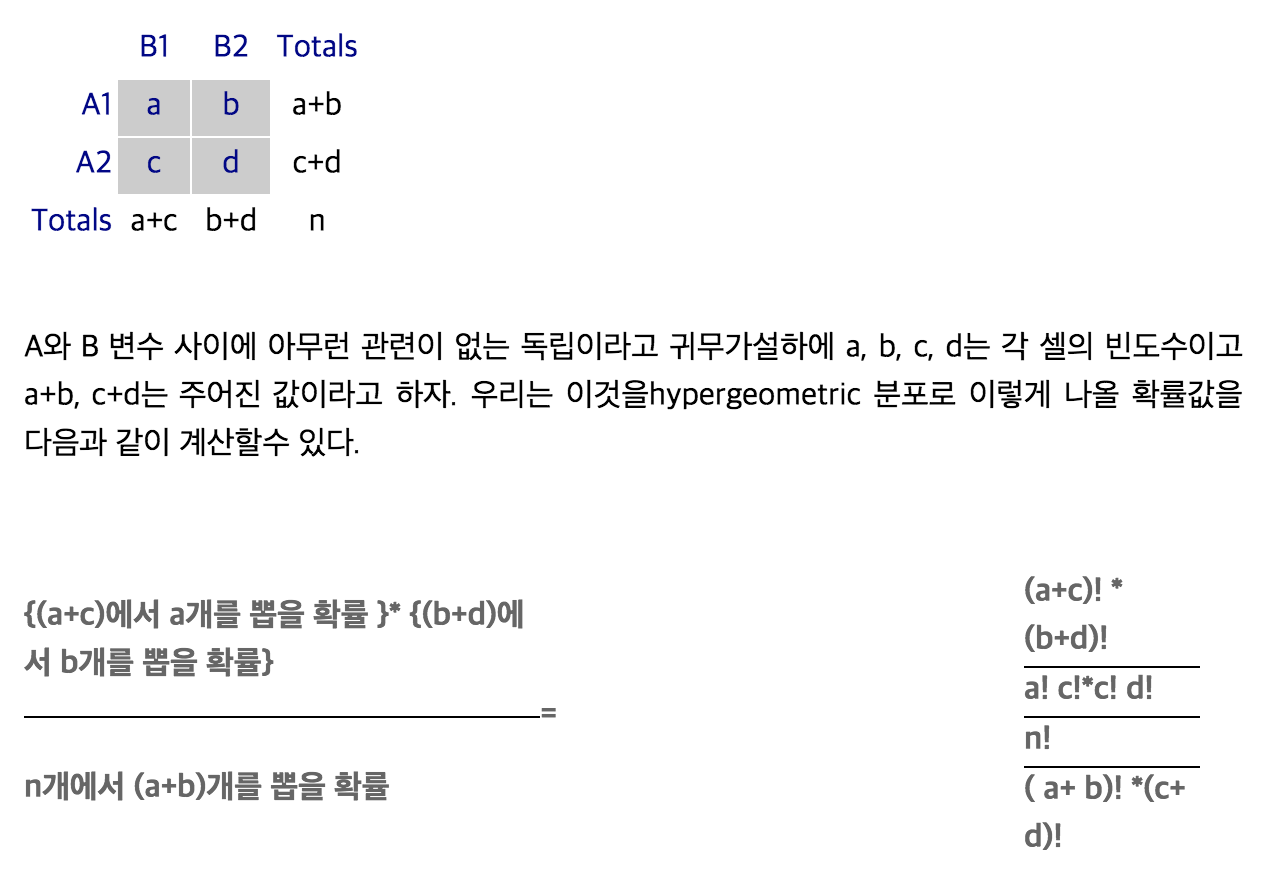 B1 B2 Totals
A1 a b a+b
A2 c d c+d
Totals a+c b+d n
A와 B 변수 사이에 아무런 관련이 없는 독립이라고 귀무가설하에 a, b, c, d는 각 셀의 빈도수이고
a+b, c+d는 주어진 값이라고 하자. 우리는 이것을hypergeometric 분포로 이렇게 나올 확률값을
다음과 같이 계산할수 있다.
{(a+c)에서 a개를 뽑을 확률 }* {(b+d)에
서 b개를 뽑을 확률}
=
n개에서 (a+b)개를 뽑을 확률
(a+c)! *
(b+d)!
a! c!*c! d!
n!
( a+ b)! *(c+
d)!